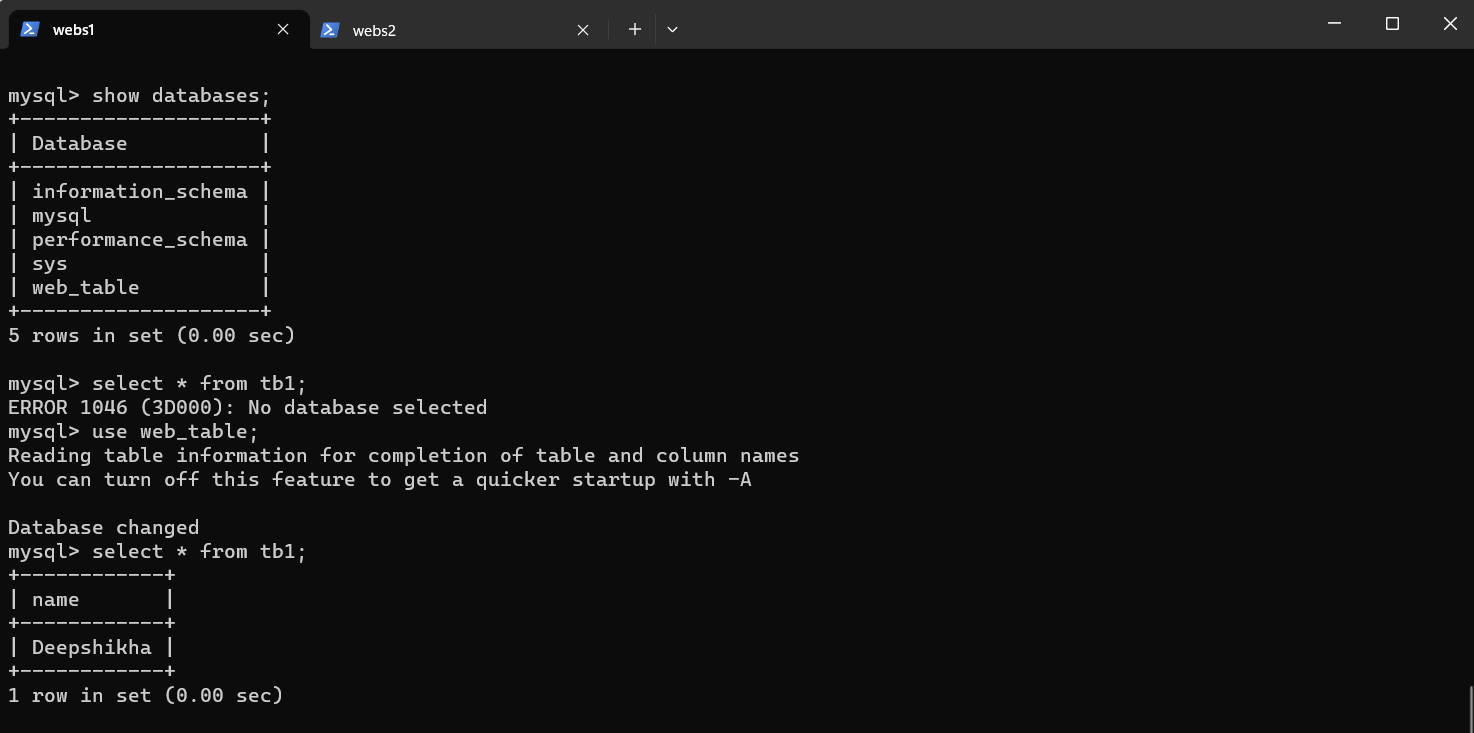 webs1
webs2
mysql> show databases;
+--------------------+
| Database           |
+--------------------+
| information_schema |
| mysql              |
| performance_schema |
| sys                |
| web_table          |
+--------------------+
5 rows in set (0.00 sec)

mysql> select * from tb1;
ERROR 1046 (3D000): No database selected
mysql> use web_table;
Reading table information for completion of table and column names
You can turn off this feature to get a quicker startup with -A

Database changed
mysql> select * from tb1;
+------------+
| name       |
+------------+
| Deepshikha |
+------------+
1 row in set (0.00 sec)